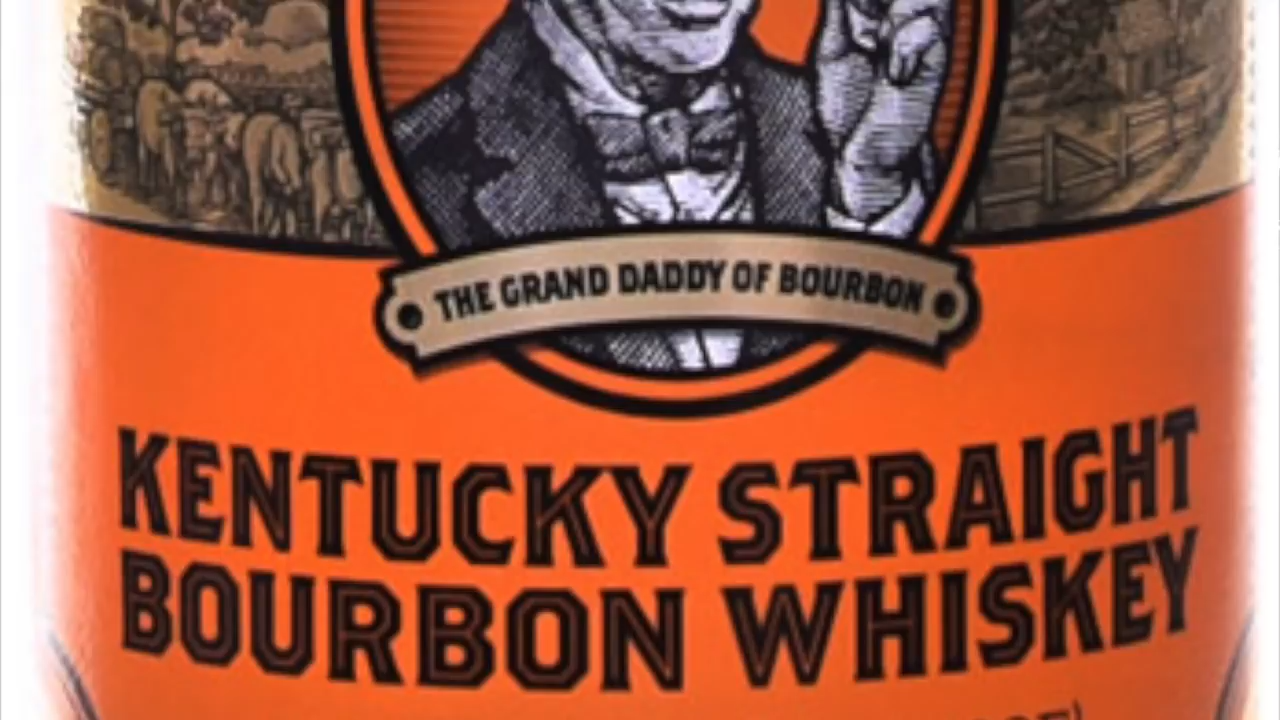 THE GRAND DADDY OF BOURBON
KENTUCKY STRAIGHT
BOURBON WHISKEY